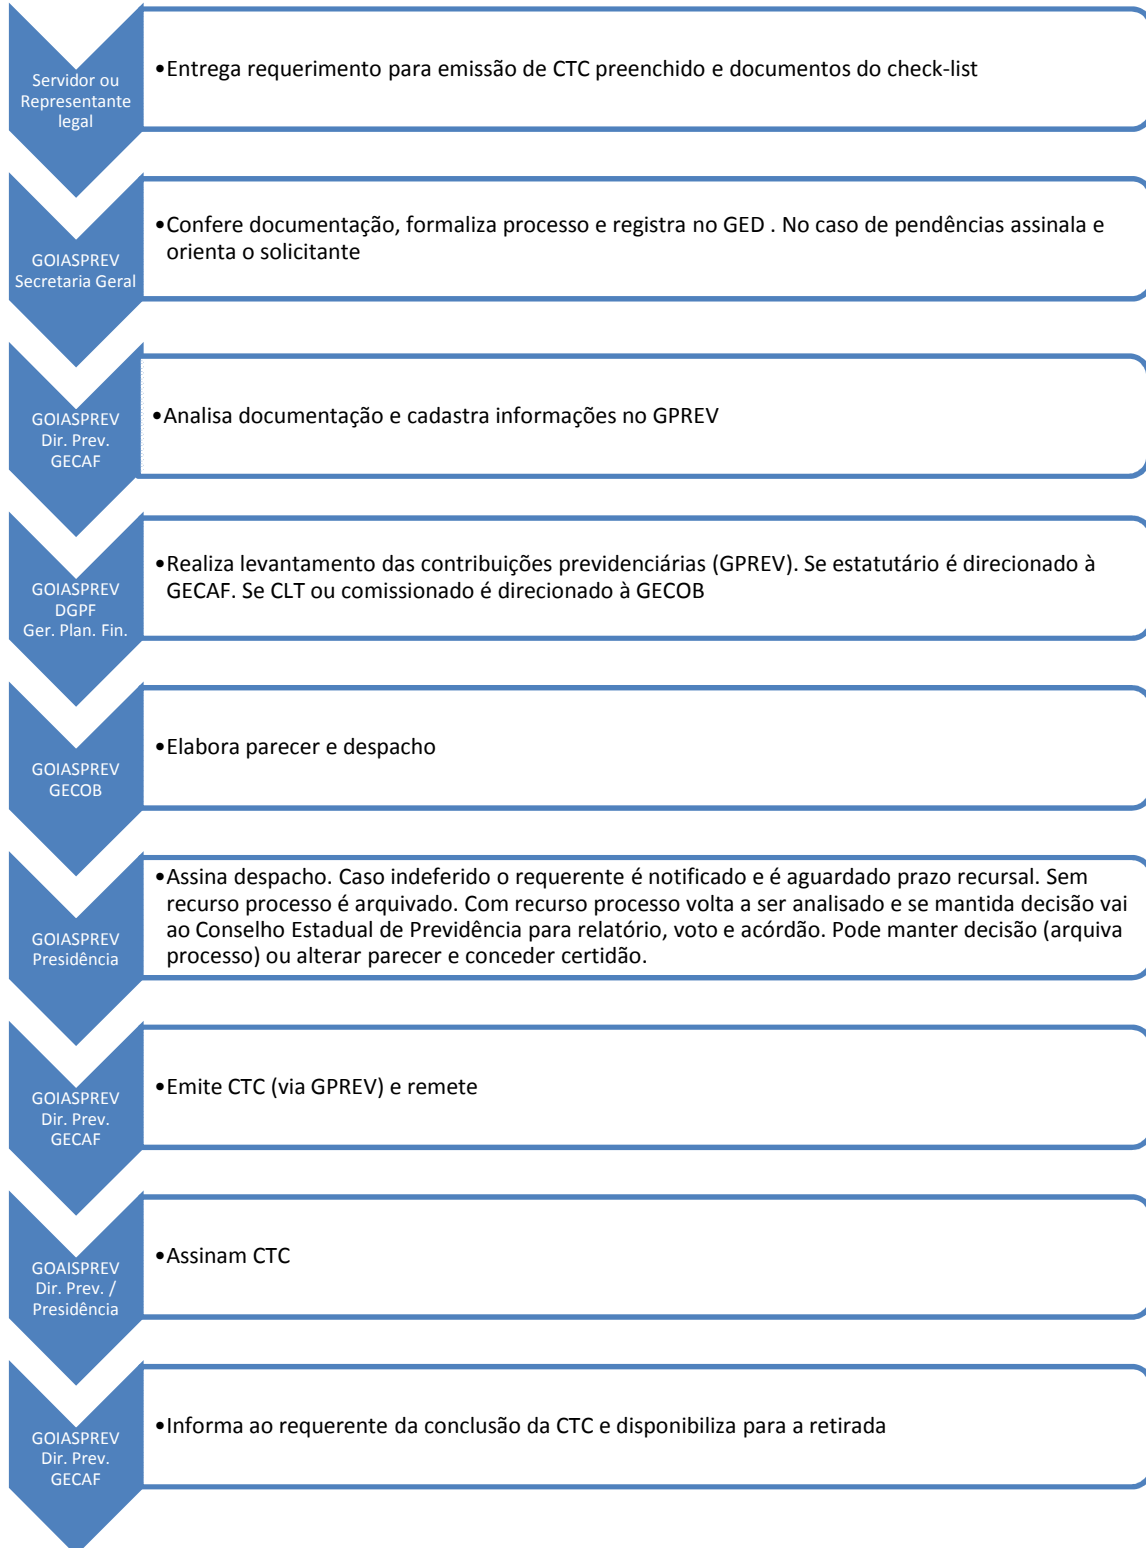 Servidor ou
Representante
legal
•Entrega requerimento para emissão de CTC preenchido e documentos do check-list
GOIASPREV
Secretaria Geral
•Confere documentação, formaliza processo e registra no GED . No caso de pendências assinala e
orienta o solicitante
GOIASPREV
Dir. Prev.
GECAF
•Analisa documentação e cadastra informações no GPREV
GOIASPREV
DGPF
Ger. Plan. Fin.
•Realiza levantamento das contribuições previdenciárias (GPREV). Se estatutário é direcionado à
GECAF. Se CLT ou comissionado é direcionado à GECOB
GOIASPREV
GECOB
•Elabora parecer e despacho
GOIASPREV
Presidência
•Assina despacho. Caso indeferido o requerente é notificado e é aguardado prazo recursal. Sem
recurso processo é arquivado. Com recurso processo volta a ser analisado e se mantida decisão vai
ao Conselho Estadual de Previdência para relatório, voto e acórdão. Pode manter decisão (arquiva
processo) ou alterar parecer e conceder certidão.
GOIASPREV
Dir. Prev.
GECAF
•Emite CTC (via GPREV) e remete
GOAISPREV
Dir. Prev. /
Presidência
•Assinam CTC
GOIASPREV
Dir. Prev.
GECAF
•Informa ao requerente da conclusão da CTC e disponibiliza para a retirada